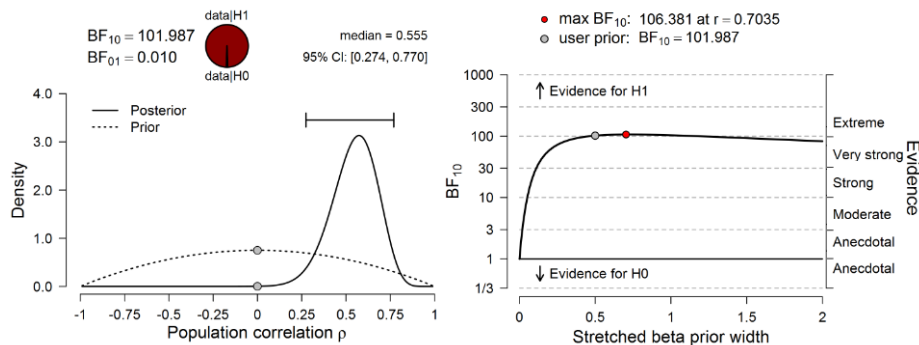 data|H1
BF₁₀ = 101.987
BF₀₁ = 0.010
data|H0
median = 0.555
95% CI: [0.274, 0.770]
Posterior
Prior
Density
4.0
3.0
2.0
1.0
0.0
-1 -0.75 -0.5 -0.25 0 0.25 0.5 0.75 1
Population correlation ρ
max BF₁₀: 106.381 at r = 0.7035
user prior: BF₁₀ = 101.987
Evidence for H1
BF₁₀
1000
300
100
30
10
3
1
1/3
Evidence for H0
Extreme
Very strong
Strong
Moderate
Anecdotal
Anecdotal
Evidence
0 0.5 1 1.5 2
Stretched beta prior width